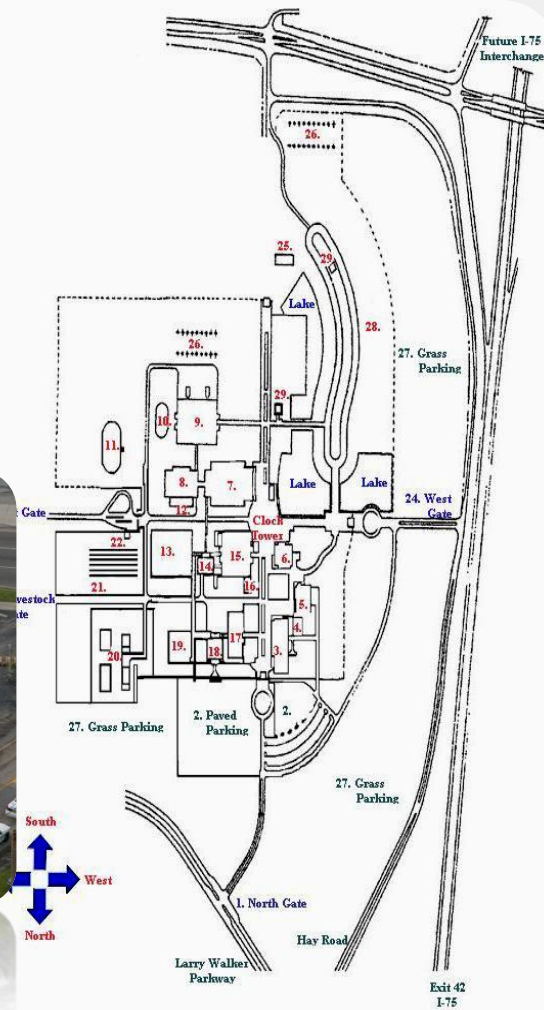 Future I-75
Interchange
26.
25.
29.
Lake
28.
26.
27. Grass
Parking
29.
10.
9.
11.
8.
7.
Lake
Lake
24. West
Gate
12.
Gate
Clock
Tower
22.
13.
15.
6.
14.
21.
16.
5.
4.
17.
20.
19.
18.
3.
27. Grass Parking
2. Paved
Parking
2.
27. Grass
Parking
South
West
North
1. North Gate
Hay Road
Larry Walker
Parkway
Exit 42
I-75